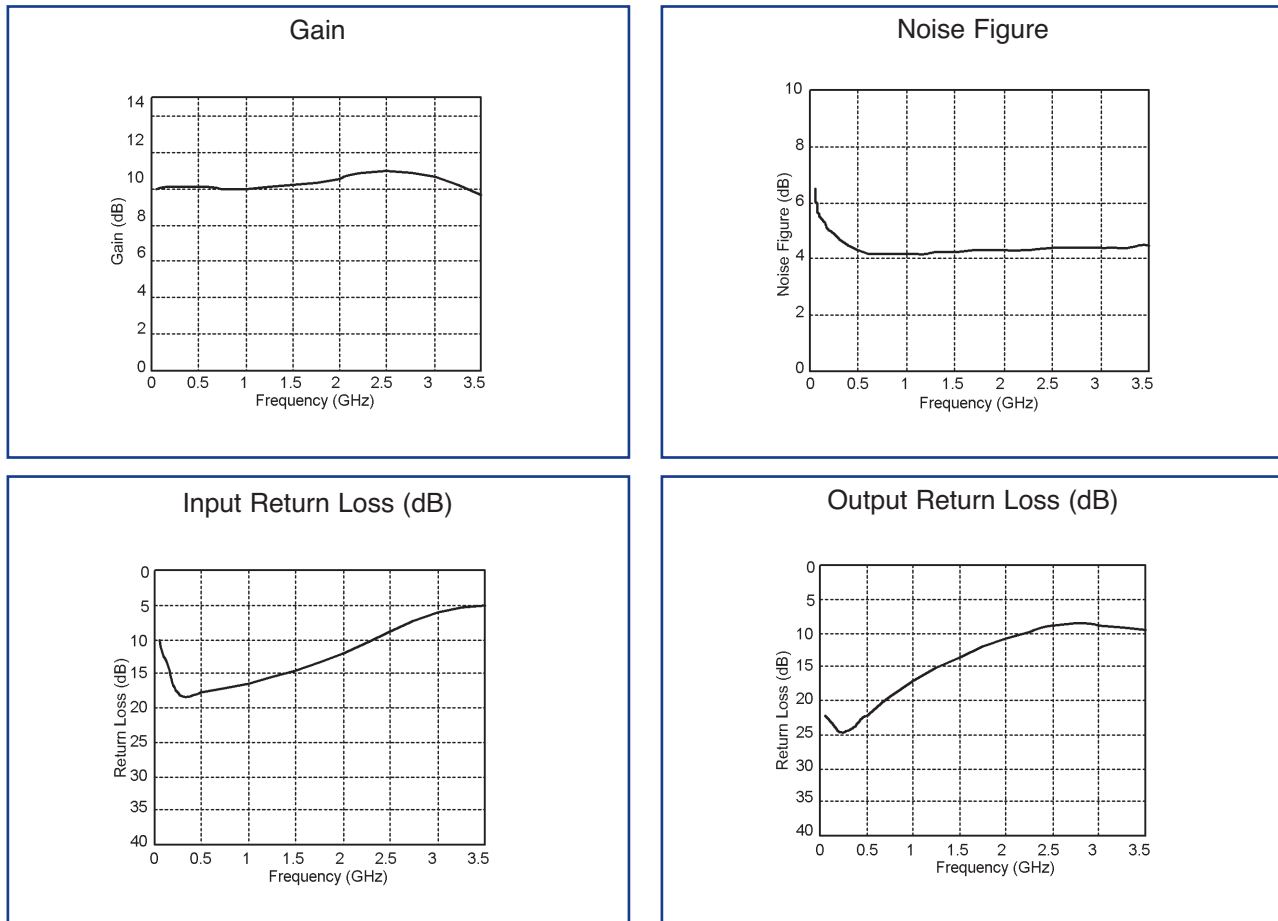 Gain
14
12
10
8
6
4
2
0
Gain (dB)
0 0.5 1 1.5 2 2.5 3 3.5
Frequency (GHz)
Noise Figure
10
8
6
4
2
0
Noise Figure (dB)
0 0.5 1 1.5 2 2.5 3 3.5
Frequency (GHz)
Input Return Loss (dB)
0
5
10
15
20
25
30
35
40
Return Loss (dB)
0 0.5 1 1.5 2 2.5 3 3.5
Frequency (GHz)
Output Return Loss (dB)
0
5
10
15
20
25
30
35
40
Return Loss (dB)
0 0.5 1 1.5 2 2.5 3 3.5
Frequency (GHz)